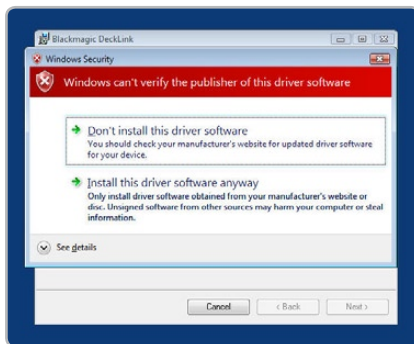 Blackmagic DeckLink
Windows Security
Windows can't verify the publisher of this driver software
Don't install this driver software
You should check your manufacturer's website for updated driver software
for your device.
Install this driver software anyway
Only install driver software obtained from your manufacturer's website or
disc. Unsigned software from other sources may harm your computer or steal
information.
See details
Cancel
< Back
Next >